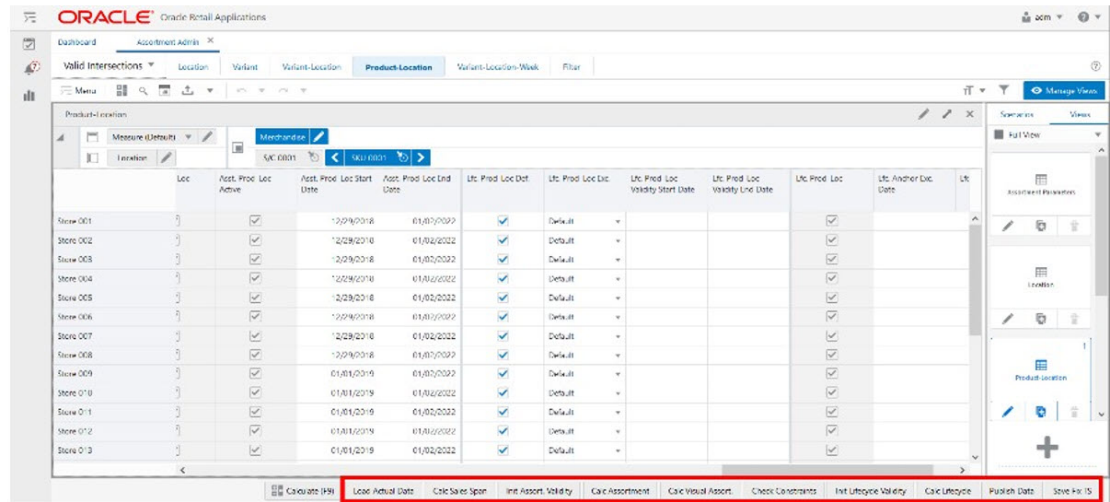 ORACLE Oracle Retail Applications
adm
Dashboard Assortment Admin
Valid Intersections Location Variant Variant-Location Product-Location Variant-Location-Week Filter
Menu Manage Views
Product-Location Scenarios Views
Measure (Default) Merchandise Full View
Location S/C 0001 SKU 0001
Loc Asst. Prod Loc Active Asst. Prod Loc Start Date Asst. Prod Loc End Date Lfc. Prod Loc Def. Lfc. Prod Loc Exc. Lfc. Prod Loc Validity Start Date Lfc. Prod Loc Validity End Date Lfc. Prod Loc Lfc. Anchor Exc. Date Lfc
Assortment Parameters
Store 001 12/29/2018 01/02/2022 Default
Store 002 12/29/2018 01/02/2022 Default
Store 003 12/29/2018 01/02/2022 Default
Store 004 12/29/2018 01/02/2022 Default
Location
Store 005 12/29/2018 01/02/2022 Default
Store 006 12/29/2018 01/02/2022 Default
Store 007 12/29/2018 01/02/2022 Default
Store 008 12/29/2018 01/02/2022 Default
1
Store 009 01/01/2019 01/02/2022 Default
Product-Location
Store 010 01/01/2019 01/02/2022 Default
Store 011 01/01/2019 01/02/2022 Default
Store 012 01/01/2019 01/02/2022 Default
Store 013 01/01/2019 01/02/2022 Default
Calculate (F9) Load Actual Date Calc Sales Span Init Assort. Validity Calc Assortment Calc Visual Assort. Check Constraints Init Lifecycle Validity Calc Lifecycle Publish Data Save Fix TS